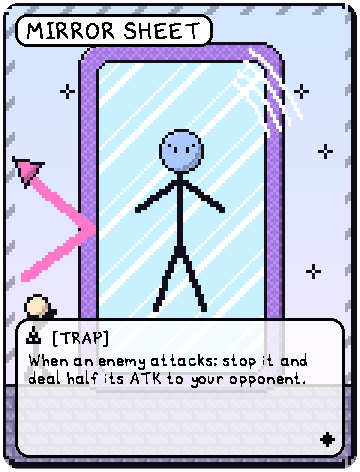 MIRROR SHEET
[TRAP]
When an enemy attacks: stop it and
deal half its ATK to your opponent.